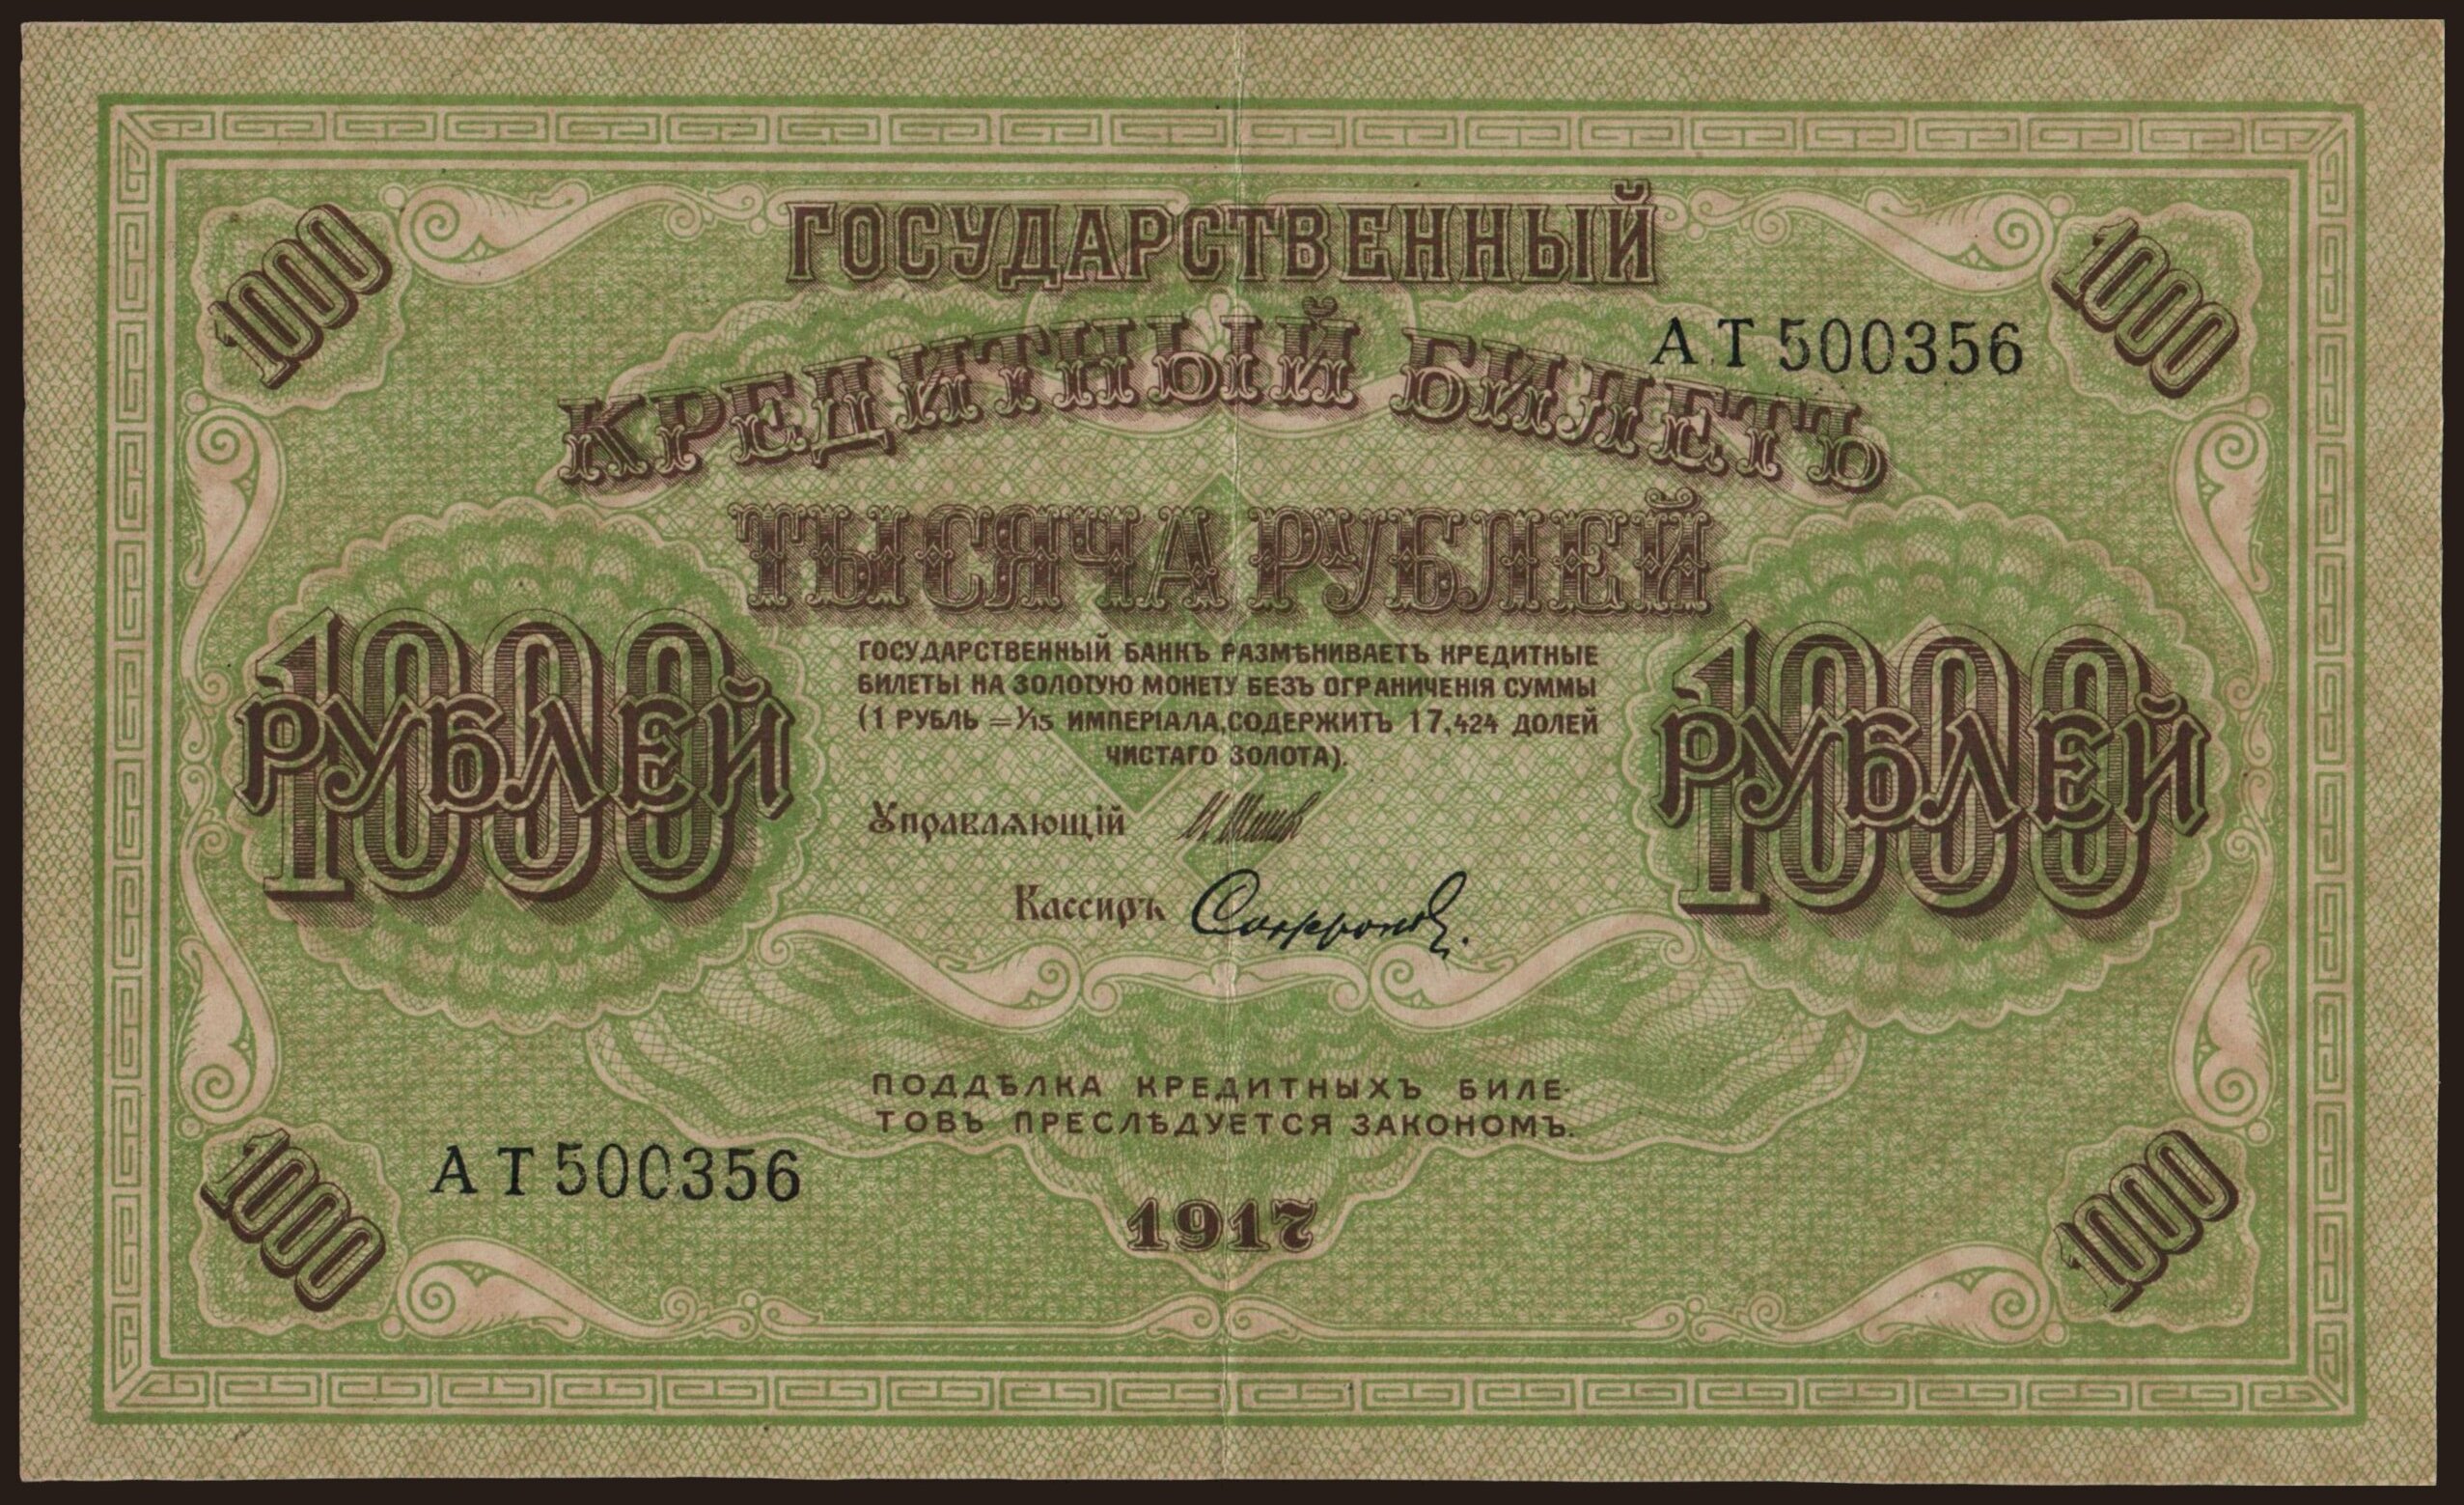 1000
ГОСУДАРСТВЕННЫЙ
1000
АТ 500356
КРЕДИТНЫЙ БИЛЕТЪ
ТЫСЯЧА РУБЛЕЙ
1000
РУБЛЕЙ
ГОСУДАРСТВЕННЫЙ БАНКЪ РАЗМѢНИВАЕТЪ КРЕДИТНЫЕ
БИЛЕТЫ НА ЗОЛОТУЮ МОНЕТУ БЕЗЪ ОГРАНИЧЕНІЯ СУММЫ
(1 РУБЛЬ = 1/15 ИМПЕРІАЛА, СОДЕРЖИТЪ 17,424 ДОЛЕЙ
ЧИСТАГО ЗОЛОТА).
1000
РУБЛЕЙ
Управляющій И. Шипов
Кассиръ Сафронов.
ПОДДѢЛКА КРЕДИТНЫХЪ БИЛЕ-
ТОВЪ ПРЕСЛѢДУЕТСЯ ЗАКОНОМЪ.
АТ 500356
1000
1917
1000